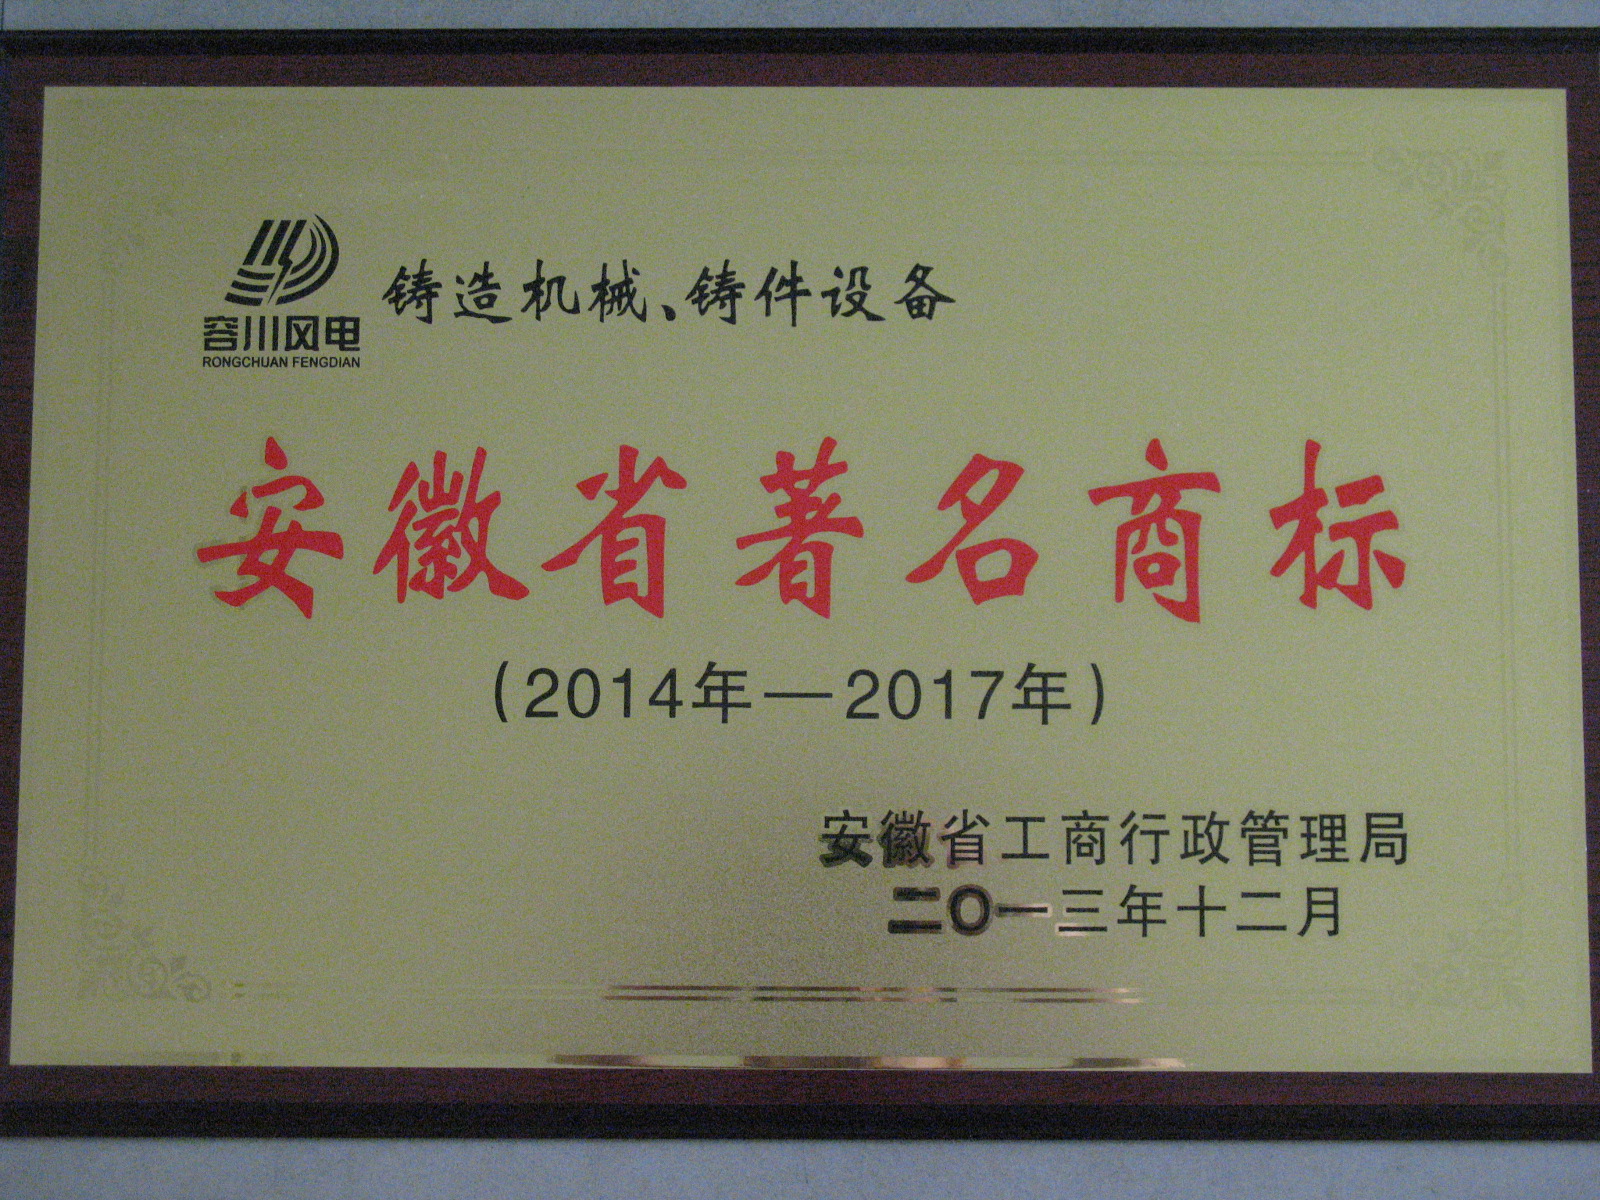 铸造机械、铸件设备
容川风电
RONGCHUAN FENGDIAN
安徽省著名商标
（2014年—2017年）
安徽省工商行政管理局
二〇一三年十二月